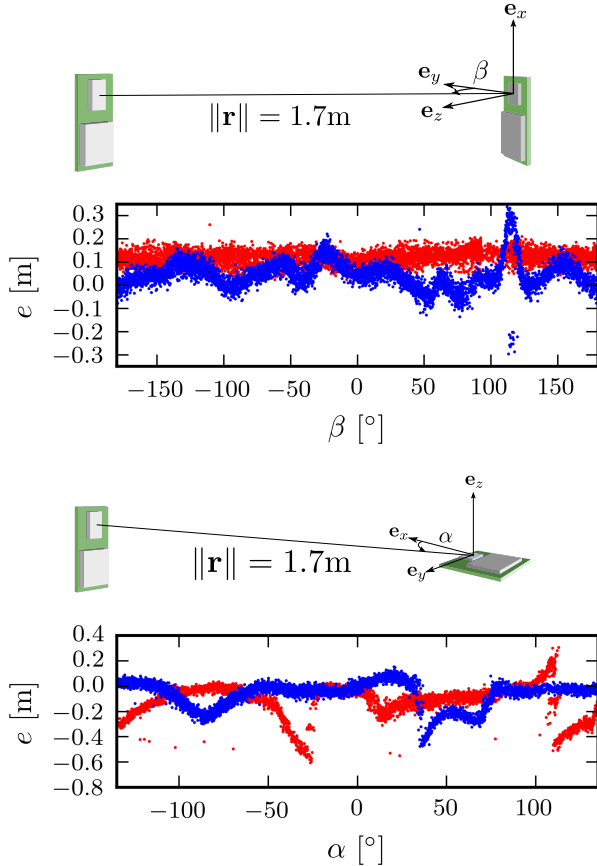 e_x
e_y β
e_z
‖r‖ = 1.7m
0.3
0.2
0.1
0.0
−0.1
−0.2
−0.3
e [m]
−150 −100 −50 0 50 100 150
β [°]
e_z
e_x α
e_y
‖r‖ = 1.7m
0.4
0.2
0.0
−0.2
−0.4
−0.6
−0.8
e [m]
−100 −50 0 50 100
α [°]